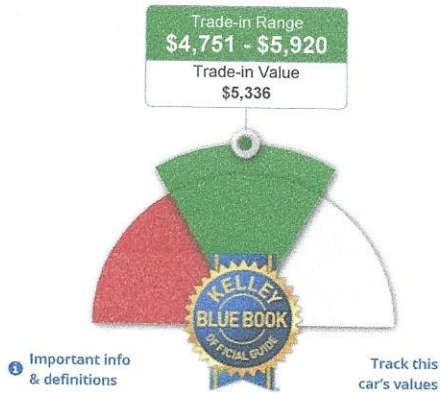 Trade-in Range
$4,751 - $5,920
Trade-in Value
$5,336
KELLEY
BLUE BOOK
OFFICIAL GUIDE
Important info
& definitions
Track this
car's values